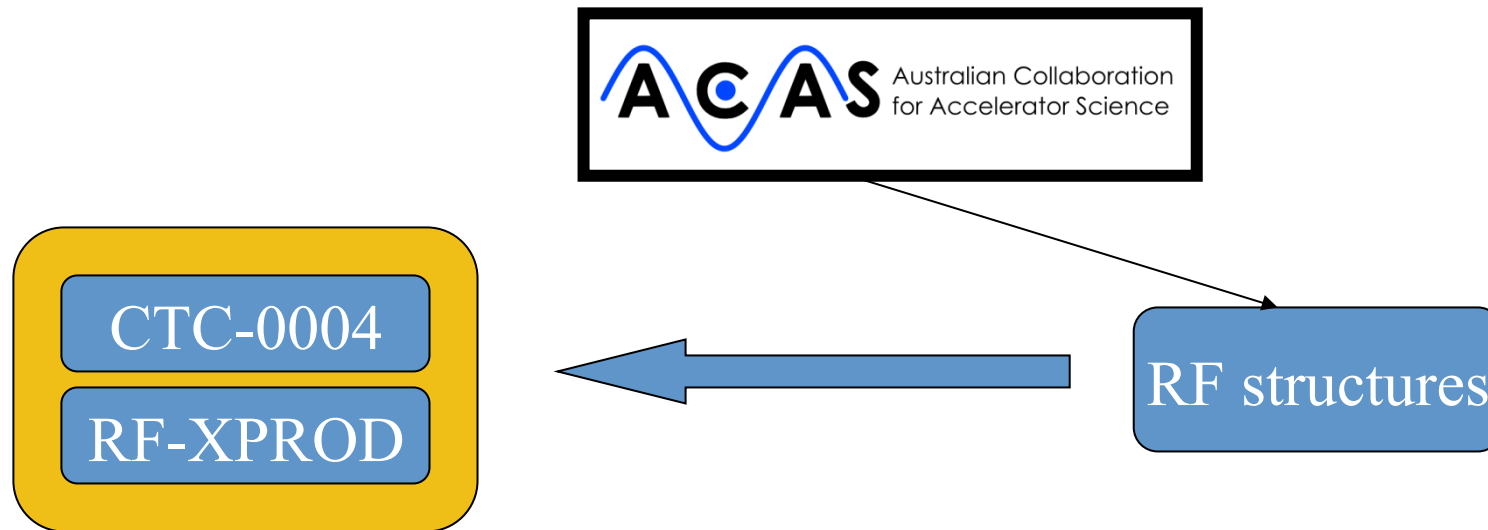 ACAS
Australian Collaboration
for Accelerator Science
CTC-0004
RF-XPROD
RF structures